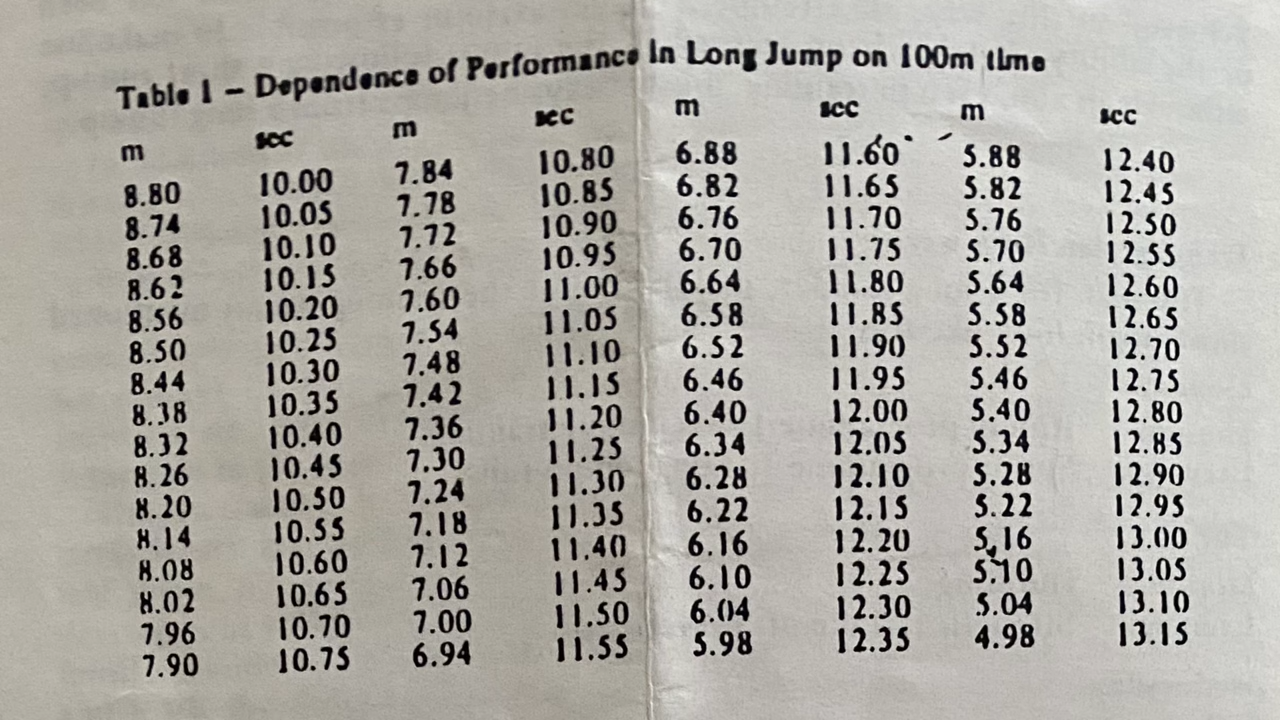 Table 1 – Dependence of Performance in Long Jump on 100m time
m sec m sec m sec m sec
8.80 10.00 7.84 10.80 6.88 11.60 5.88 12.40
8.74 10.05 7.78 10.85 6.82 11.65 5.82 12.45
8.68 10.10 7.72 10.90 6.76 11.70 5.76 12.50
8.62 10.15 7.66 10.95 6.70 11.75 5.70 12.55
8.56 10.20 7.60 11.00 6.64 11.80 5.64 12.60
8.50 10.25 7.54 11.05 6.58 11.85 5.58 12.65
8.44 10.30 7.48 11.10 6.52 11.90 5.52 12.70
8.38 10.35 7.42 11.15 6.46 11.95 5.46 12.75
8.32 10.40 7.36 11.20 6.40 12.00 5.40 12.80
8.26 10.45 7.30 11.25 6.34 12.05 5.34 12.85
8.20 10.50 7.24 11.30 6.28 12.10 5.28 12.90
8.14 10.55 7.18 11.35 6.22 12.15 5.22 12.95
8.08 10.60 7.12 11.40 6.16 12.20 5.16 13.00
8.02 10.65 7.06 11.45 6.10 12.25 5.10 13.05
7.96 10.70 7.00 11.50 6.04 12.30 5.04 13.10
7.90 10.75 6.94 11.55 5.98 12.35 4.98 13.15